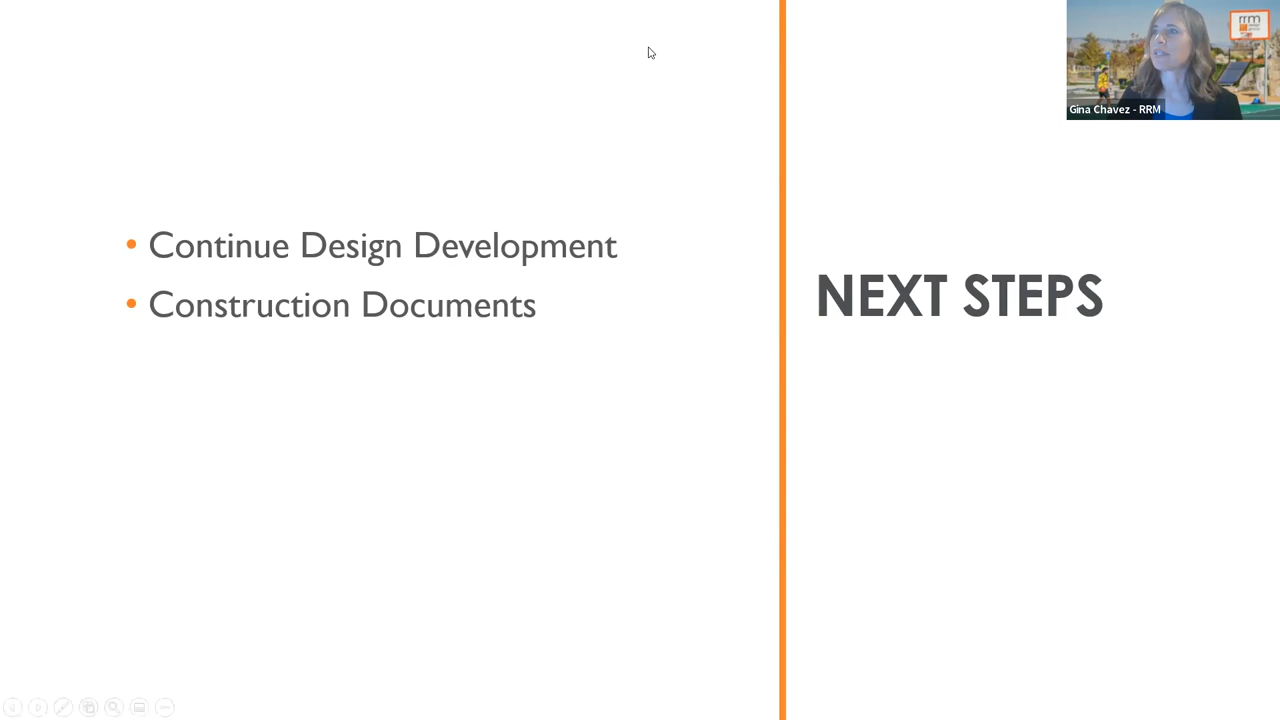 Continue Design Development
Construction Documents
NEXT STEPS
rrm
Gina Chavez - RRM